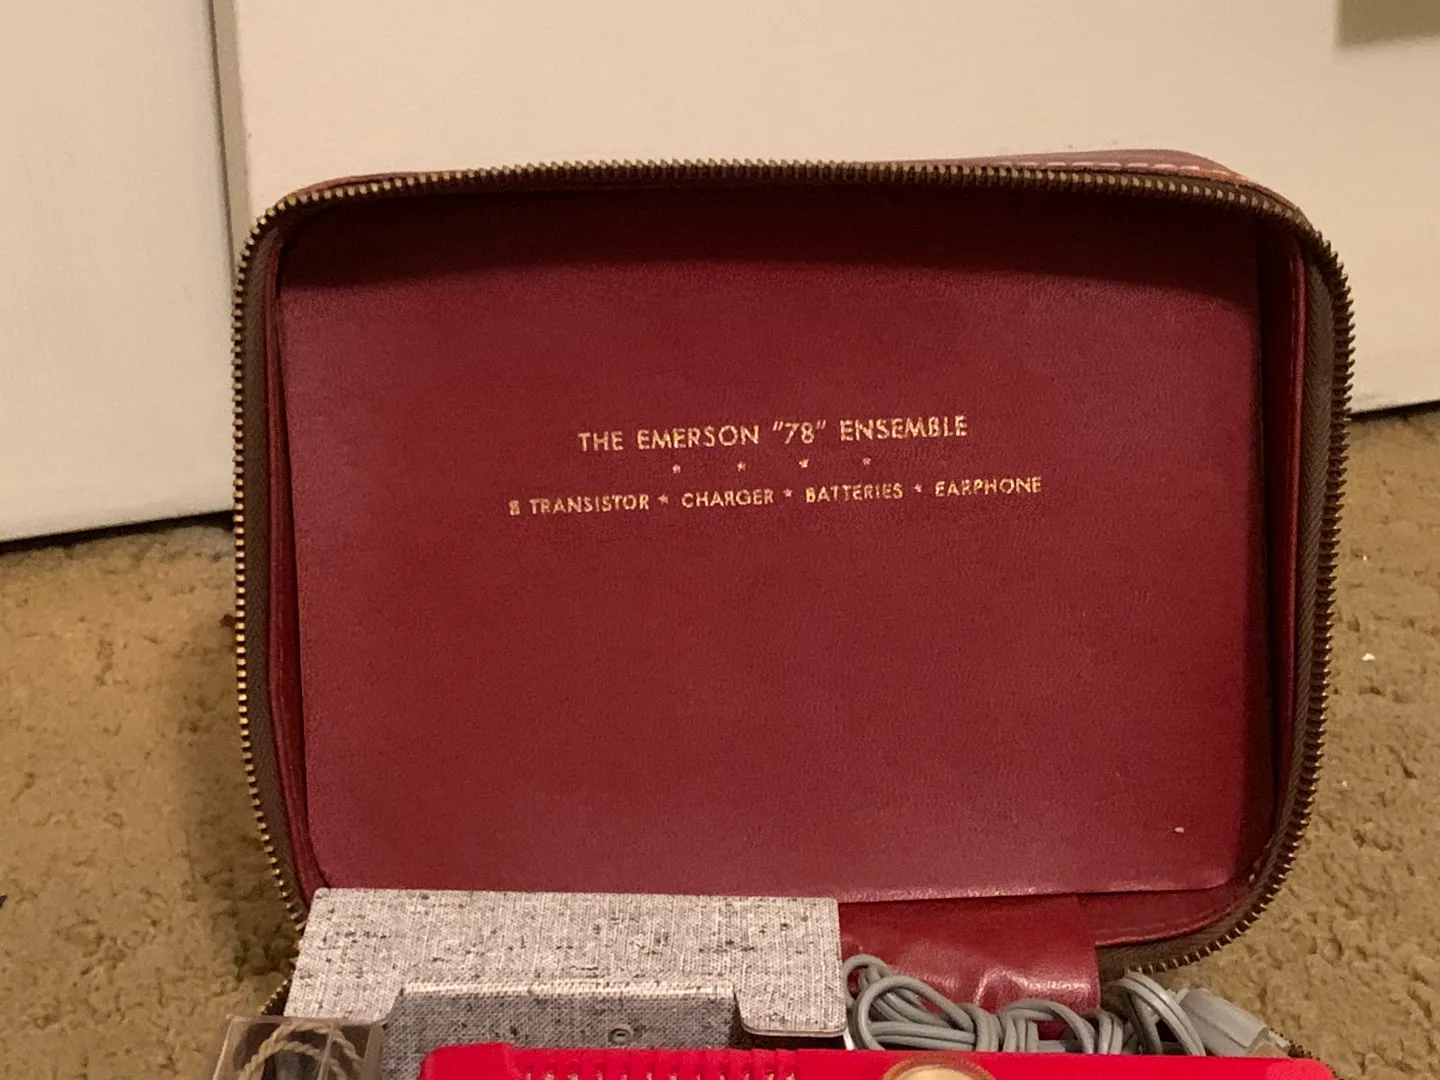 THE EMERSON "78" ENSEMBLE
* * * *
8 TRANSISTOR * CHARGER * BATTERIES * EARPHONE